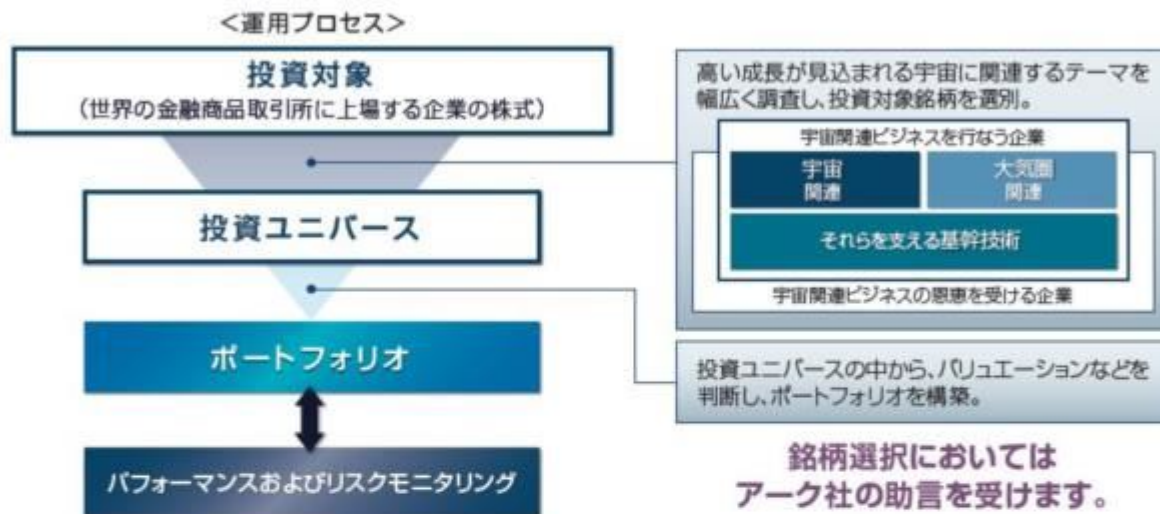 ＜運用プロセス＞
投資対象
（世界の金融商品取引所に上場する企業の株式）
投資ユニバース
ポートフォリオ
パフォーマンスおよびリスクモニタリング
高い成長が見込まれる宇宙に関連するテーマを
幅広く調査し、投資対象銘柄を選別。
宇宙関連ビジネスを行なう企業
宇宙
関連
大気圏
関連
それらを支える基幹技術
宇宙関連ビジネスの恩恵を受ける企業
投資ユニバースの中から、バリュエーションなどを
判断し、ポートフォリオを構築。
銘柄選択においては
アーク社の助言を受けます。